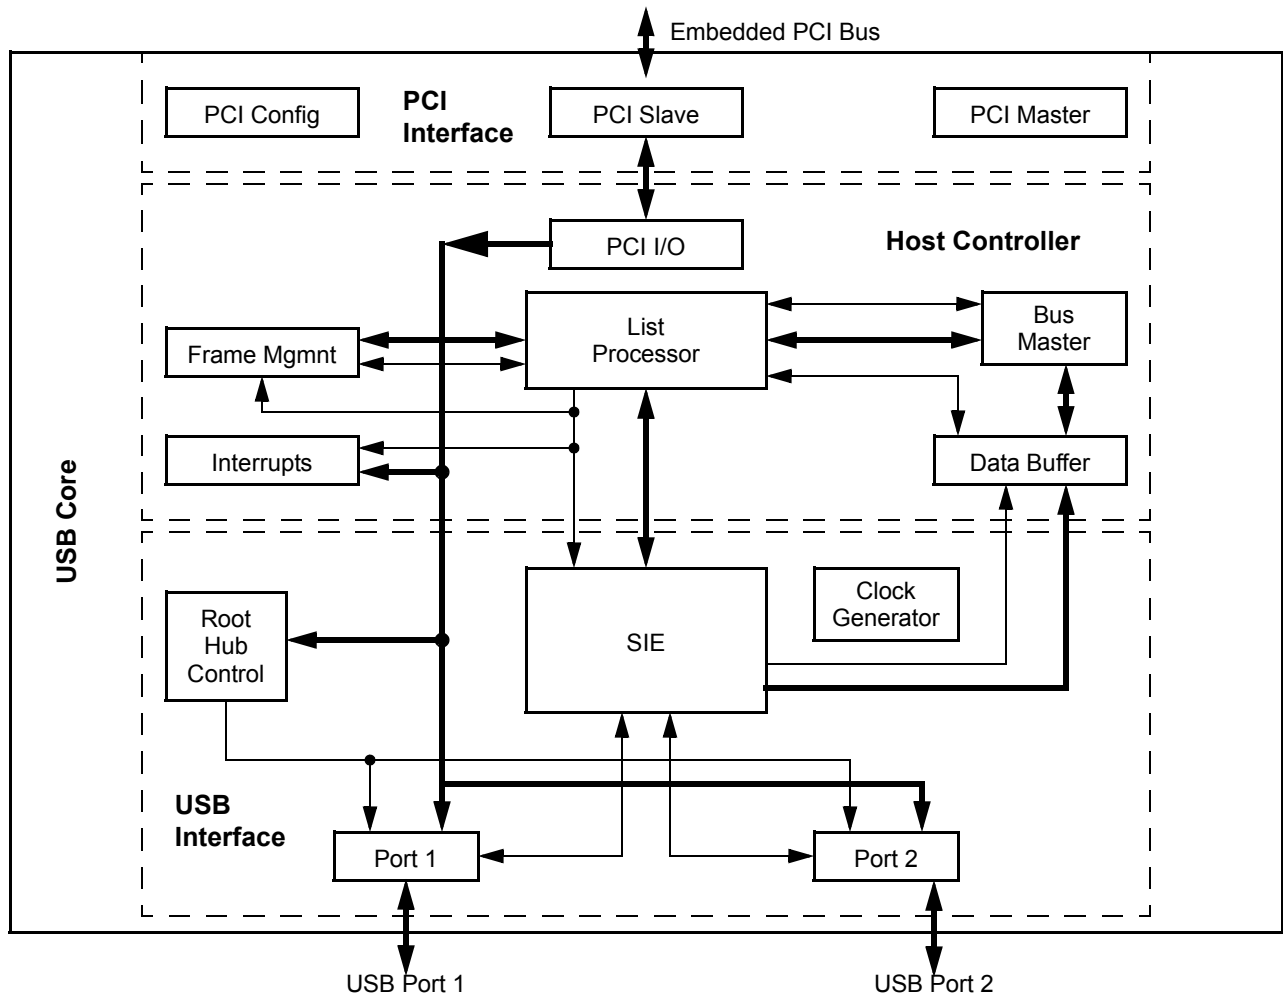 Embedded PCI Bus
PCI Config
PCI
Interface
PCI Slave
PCI Master
PCI I/O
Host Controller
List
Processor
Bus
Master
Frame Mgmnt
Interrupts
Data Buffer
USB Core
Root
Hub
Control
SIE
Clock
Generator
USB
Interface
Port 1
Port 2
USB Port 1
USB Port 2